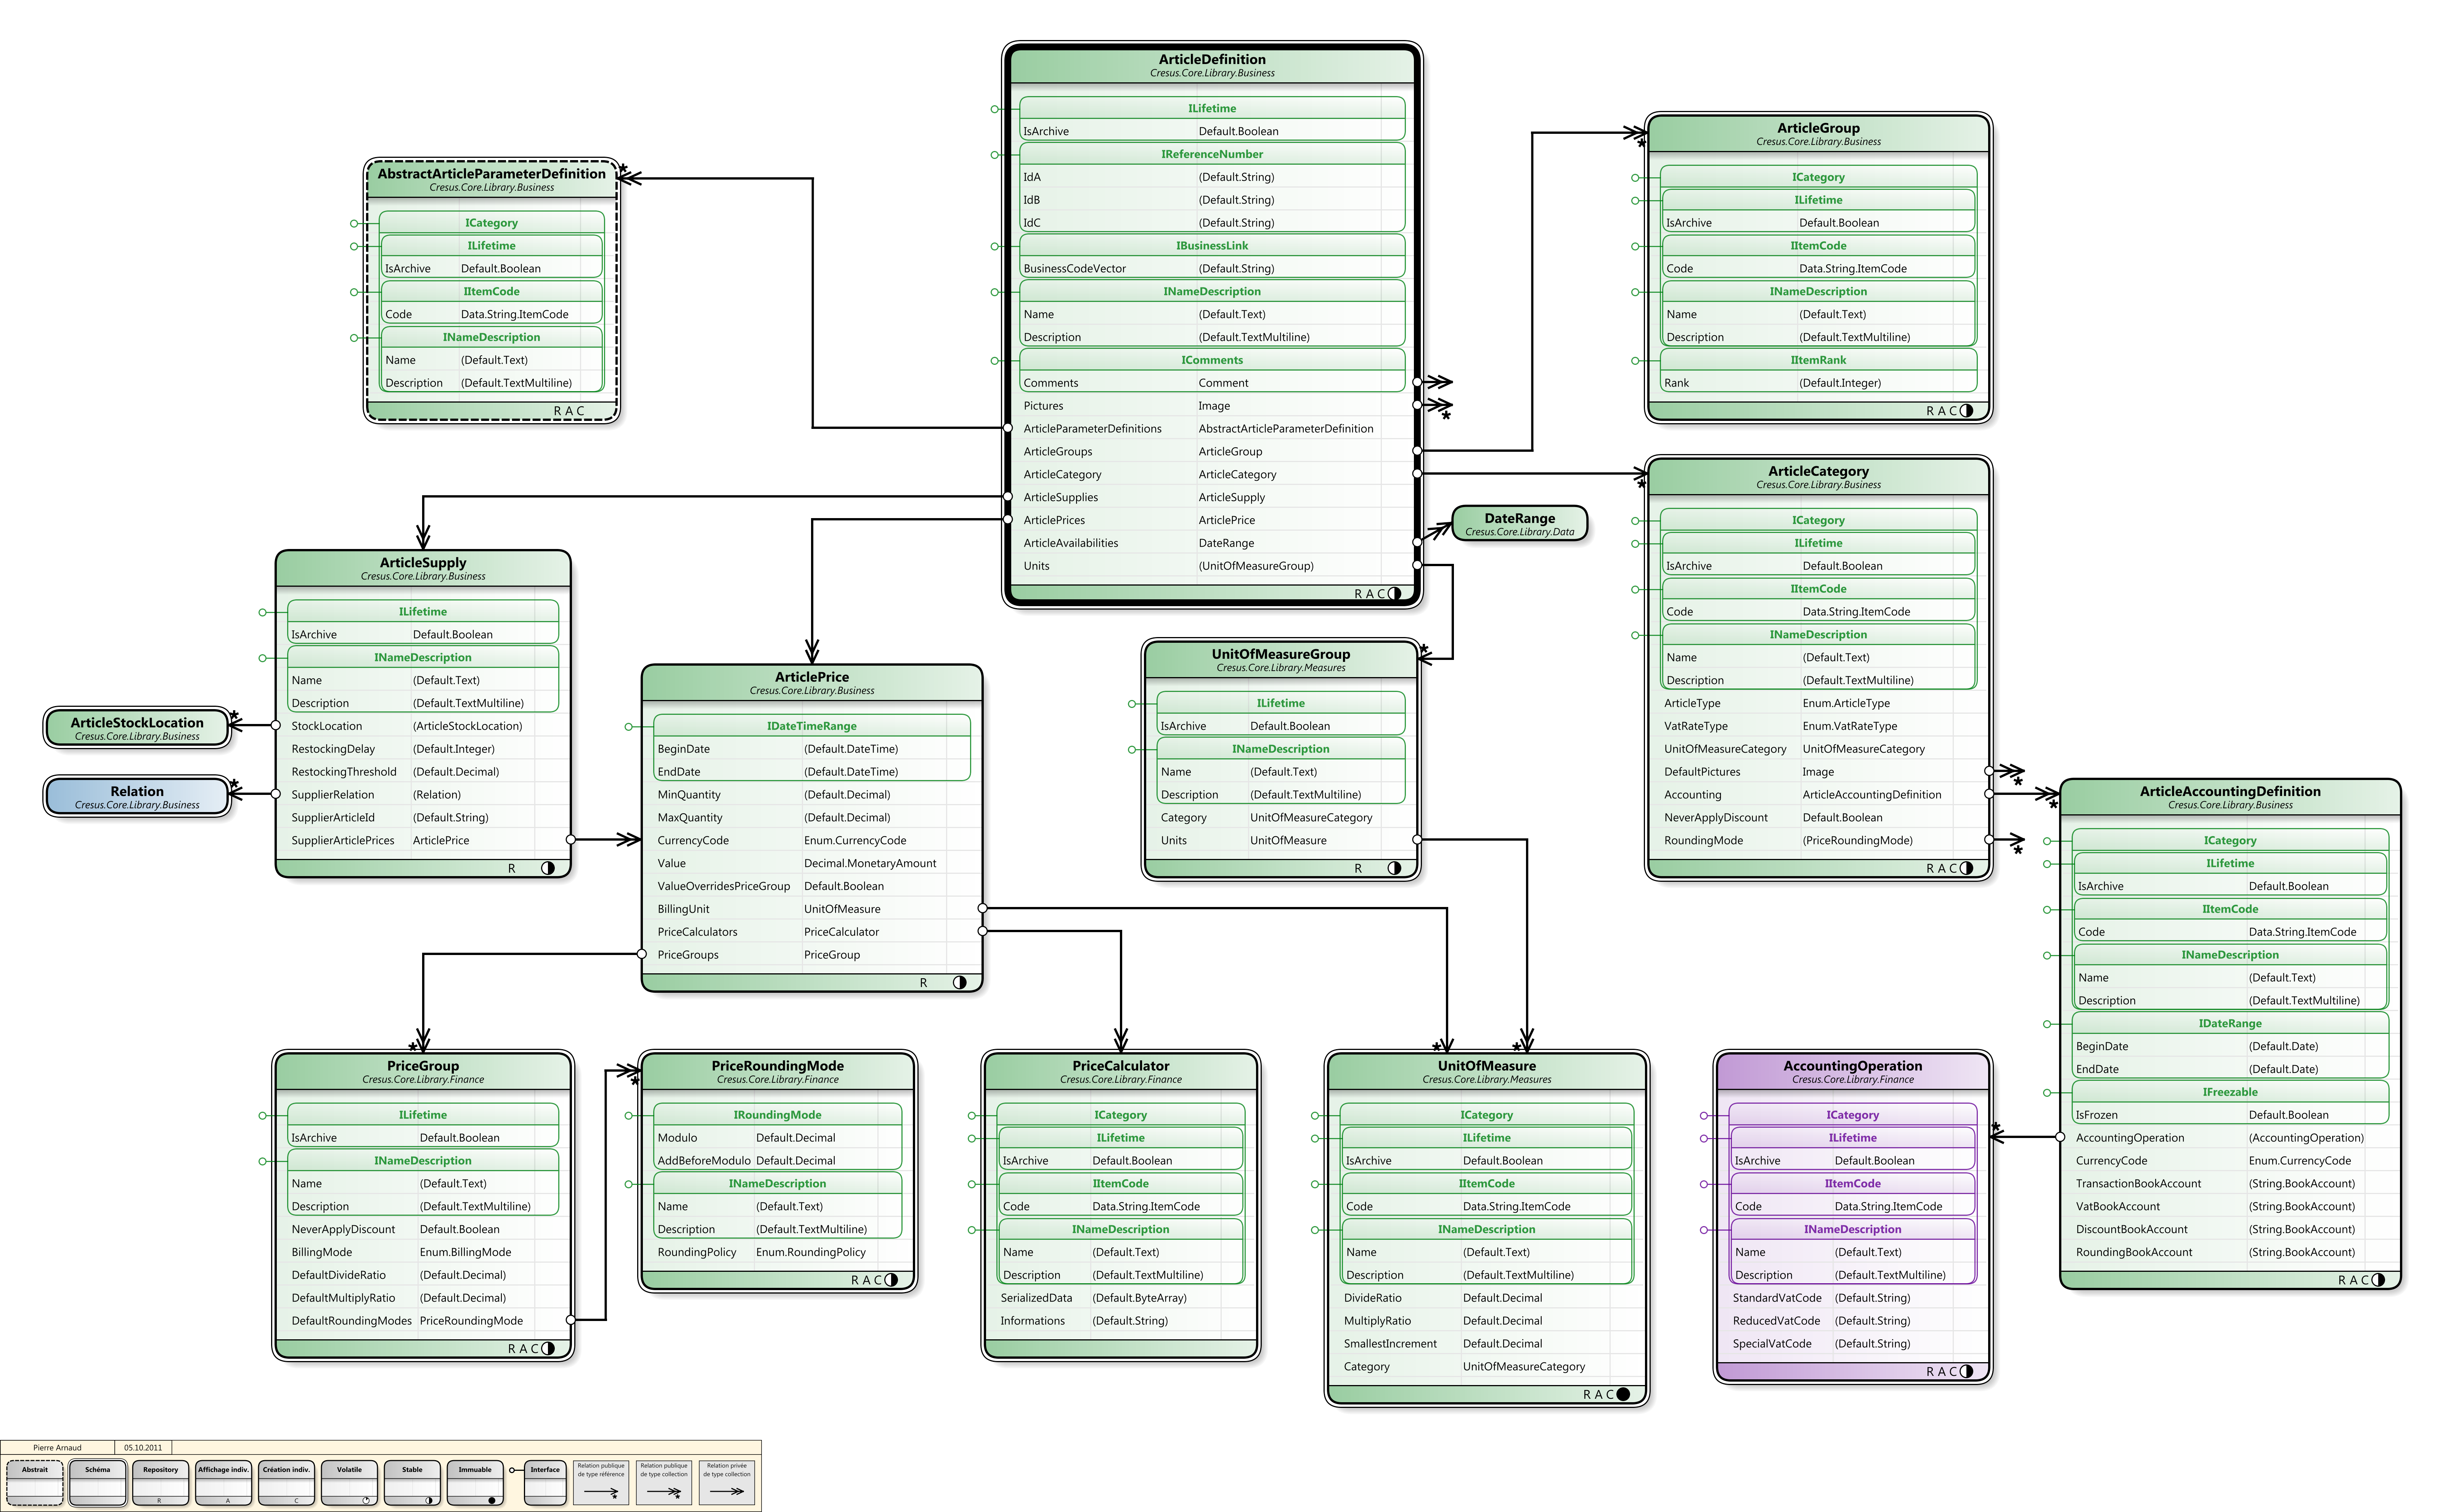 ArticleDefinition
Cresus.Core.Library.Business
ILifetime
IsArchive Default.Boolean
IReferenceNumber
IdA (Default.String)
IdB (Default.String)
IdC (Default.String)
IBusinessLink
BusinessCodeVector (Default.String)
INameDescription
Name (Default.Text)
Description (Default.TextMultiline)
IComments
Comments Comment
Pictures Image
*
ArticleParameterDefinitions AbstractArticleParameterDefinition
ArticleGroups ArticleGroup
ArticleCategory ArticleCategory
ArticleSupplies ArticleSupply
ArticlePrices ArticlePrice
ArticleAvailabilities DateRange
Units (UnitOfMeasureGroup)
R A C
AbstractArticleParameterDefinition
*
Cresus.Core.Library.Business
ICategory
ILifetime
IsArchive Default.Boolean
IItemCode
Code Data.String.ItemCode
INameDescription
Name (Default.Text)
Description (Default.TextMultiline)
R A C
ArticleGroup
Cresus.Core.Library.Business
*
ICategory
ILifetime
IsArchive Default.Boolean
IItemCode
Code Data.String.ItemCode
INameDescription
Name (Default.Text)
Description (Default.TextMultiline)
IItemRank
Rank (Default.Integer)
R A C
ArticleCategory
Cresus.Core.Library.Business
*
ICategory
ILifetime
IsArchive Default.Boolean
IItemCode
Code Data.String.ItemCode
INameDescription
Name (Default.Text)
Description (Default.TextMultiline)
ArticleType Enum.ArticleType
VatRateType Enum.VatRateType
UnitOfMeasureCategory UnitOfMeasureCategory
DefaultPictures Image
*
Accounting ArticleAccountingDefinition
NeverApplyDiscount Default.Boolean
RoundingMode (PriceRoundingMode)
*
R A C
DateRange
Cresus.Core.Library.Data
ArticleSupply
Cresus.Core.Library.Business
ILifetime
IsArchive Default.Boolean
INameDescription
Name (Default.Text)
Description (Default.TextMultiline)
StockLocation (ArticleStockLocation)
RestockingDelay (Default.Integer)
RestockingThreshold (Default.Decimal)
SupplierRelation (Relation)
SupplierArticleId (Default.String)
SupplierArticlePrices ArticlePrice
R
ArticleStockLocation
*
Cresus.Core.Library.Business
Relation
*
Cresus.Core.Library.Business
ArticlePrice
Cresus.Core.Library.Business
IDateTimeRange
BeginDate (Default.DateTime)
EndDate (Default.DateTime)
MinQuantity (Default.Decimal)
MaxQuantity (Default.Decimal)
CurrencyCode Enum.CurrencyCode
Value Decimal.MonetaryAmount
ValueOverridesPriceGroup Default.Boolean
BillingUnit UnitOfMeasure
PriceCalculators PriceCalculator
PriceGroups PriceGroup
R
UnitOfMeasureGroup
*
Cresus.Core.Library.Measures
ILifetime
IsArchive Default.Boolean
INameDescription
Name (Default.Text)
Description (Default.TextMultiline)
Category UnitOfMeasureCategory
Units UnitOfMeasure
R
ArticleAccountingDefinition
*
Cresus.Core.Library.Business
ICategory
ILifetime
IsArchive Default.Boolean
IItemCode
Code Data.String.ItemCode
INameDescription
Name (Default.Text)
Description (Default.TextMultiline)
IDateRange
BeginDate (Default.Date)
EndDate (Default.Date)
IFreezable
IsFrozen Default.Boolean
AccountingOperation (AccountingOperation)
CurrencyCode Enum.CurrencyCode
TransactionBookAccount (String.BookAccount)
VatBookAccount (String.BookAccount)
DiscountBookAccount (String.BookAccount)
RoundingBookAccount (String.BookAccount)
R A C
*
PriceGroup
Cresus.Core.Library.Finance
ILifetime
IsArchive Default.Boolean
INameDescription
Name (Default.Text)
Description (Default.TextMultiline)
NeverApplyDiscount Default.Boolean
BillingMode Enum.BillingMode
DefaultDivideRatio (Default.Decimal)
DefaultMultiplyRatio (Default.Decimal)
DefaultRoundingModes PriceRoundingMode
R A C
PriceRoundingMode
*
Cresus.Core.Library.Finance
IRoundingMode
Modulo Default.Decimal
AddBeforeModulo Default.Decimal
INameDescription
Name (Default.Text)
Description (Default.TextMultiline)
RoundingPolicy Enum.RoundingPolicy
R A C
PriceCalculator
Cresus.Core.Library.Finance
ICategory
ILifetime
IsArchive Default.Boolean
IItemCode
Code Data.String.ItemCode
INameDescription
Name (Default.Text)
Description (Default.TextMultiline)
SerializedData (Default.ByteArray)
Informations (Default.String)
* *
UnitOfMeasure
Cresus.Core.Library.Measures
ICategory
ILifetime
IsArchive Default.Boolean
IItemCode
Code Data.String.ItemCode
INameDescription
Name (Default.Text)
Description (Default.TextMultiline)
DivideRatio Default.Decimal
MultiplyRatio Default.Decimal
SmallestIncrement Default.Decimal
Category UnitOfMeasureCategory
R A C
AccountingOperation
Cresus.Core.Library.Finance
ICategory
*
ILifetime
IsArchive Default.Boolean
IItemCode
Code Data.String.ItemCode
INameDescription
Name (Default.Text)
Description (Default.TextMultiline)
StandardVatCode (Default.String)
ReducedVatCode (Default.String)
SpecialVatCode (Default.String)
R A C
Pierre Arnaud 05.10.2011
Abstrait
Schéma
Repository
R
Affichage indiv.
A
Création indiv.
C
Volatile
Stable
Immuable
Interface
Relation publique
de type référence
*
Relation publique
de type collection
*
Relation privée
de type collection